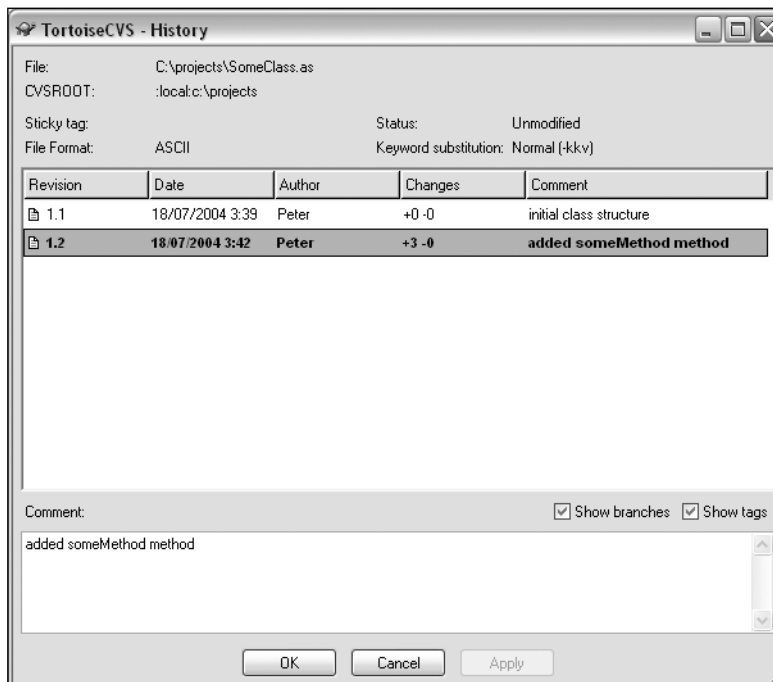 TortoiseCVS - History
File: C:\projects\SomeClass.as
CVSROOT: :local:c:\projects
Sticky tag: Status: Unmodified
File Format: ASCII Keyword substitution: Normal (-kkv)
Revision Date Author Changes Comment
1.1 18/07/2004 3:39 Peter +0 -0 initial class structure
1.2 18/07/2004 3:42 Peter +3 -0 added someMethod method
Comment: Show branches Show tags
added someMethod method
OK Cancel Apply